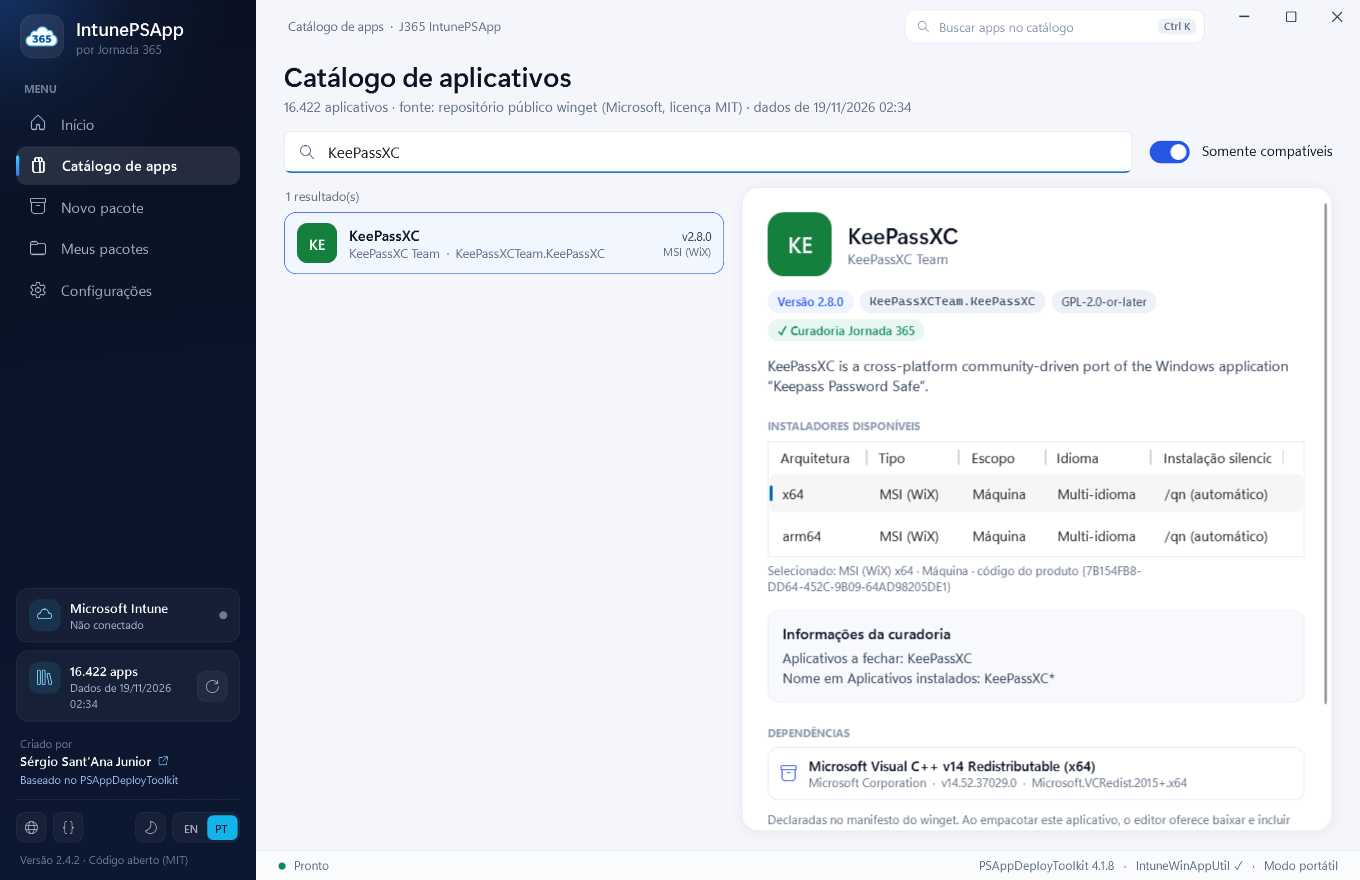 365
IntunePSApp
por Jornada 365
MENU
Início
Catálogo de apps
Novo pacote
Meus pacotes
Configurações
Microsoft Intune
Não conectado
16.422 apps
Dados de 19/11/2026
02:34
Criado por
Sérgio Sant'Ana Junior
Baseado no PSAppDeployToolkit
{}
EN PT
Versão 2.4.2 · Código aberto (MIT)
Catálogo de apps · J365 IntunePSApp
Buscar apps no catálogo Ctrl K
Catálogo de aplicativos
16.422 aplicativos · fonte: repositório público winget (Microsoft, licença MIT) · dados de 19/11/2026 02:34
KeePassXC
Somente compatíveis
1 resultado(s)
KE
KeePassXC v2.8.0
KeePassXC Team · KeePassXCTeam.KeePassXC MSI (WiX)
KE
KeePassXC
KeePassXC Team
Versão 2.8.0 KeePassXCTeam.KeePassXC GPL-2.0-or-later
✓ Curadoria Jornada 365
KeePassXC is a cross-platform community-driven port of the Windows application
“Keepass Password Safe”.
INSTALADORES DISPONÍVEIS
Arquitetura Tipo Escopo Idioma Instalação silencic
x64 MSI (WiX) Máquina Multi-idioma /qn (automático)
arm64 MSI (WiX) Máquina Multi-idioma /qn (automático)
Selecionado: MSI (WiX) x64 · Máquina · código do produto {7B154FB8-
DD64-452C-9B09-64AD98205DE1}
Informações da curadoria
Aplicativos a fechar: KeePassXC
Nome em Aplicativos instalados: KeePassXC*
DEPENDÊNCIAS
Microsoft Visual C++ v14 Redistributable (x64)
Microsoft Corporation · v14.52.37029.0 · Microsoft.VCRedist.2015+.x64
Declaradas no manifesto do winget. Ao empacotar este aplicativo, o editor oferece baixar e incluir
Pronto
PSAppDeployToolkit 4.1.8 · IntuneWinAppUtil ✓ · Modo portátil